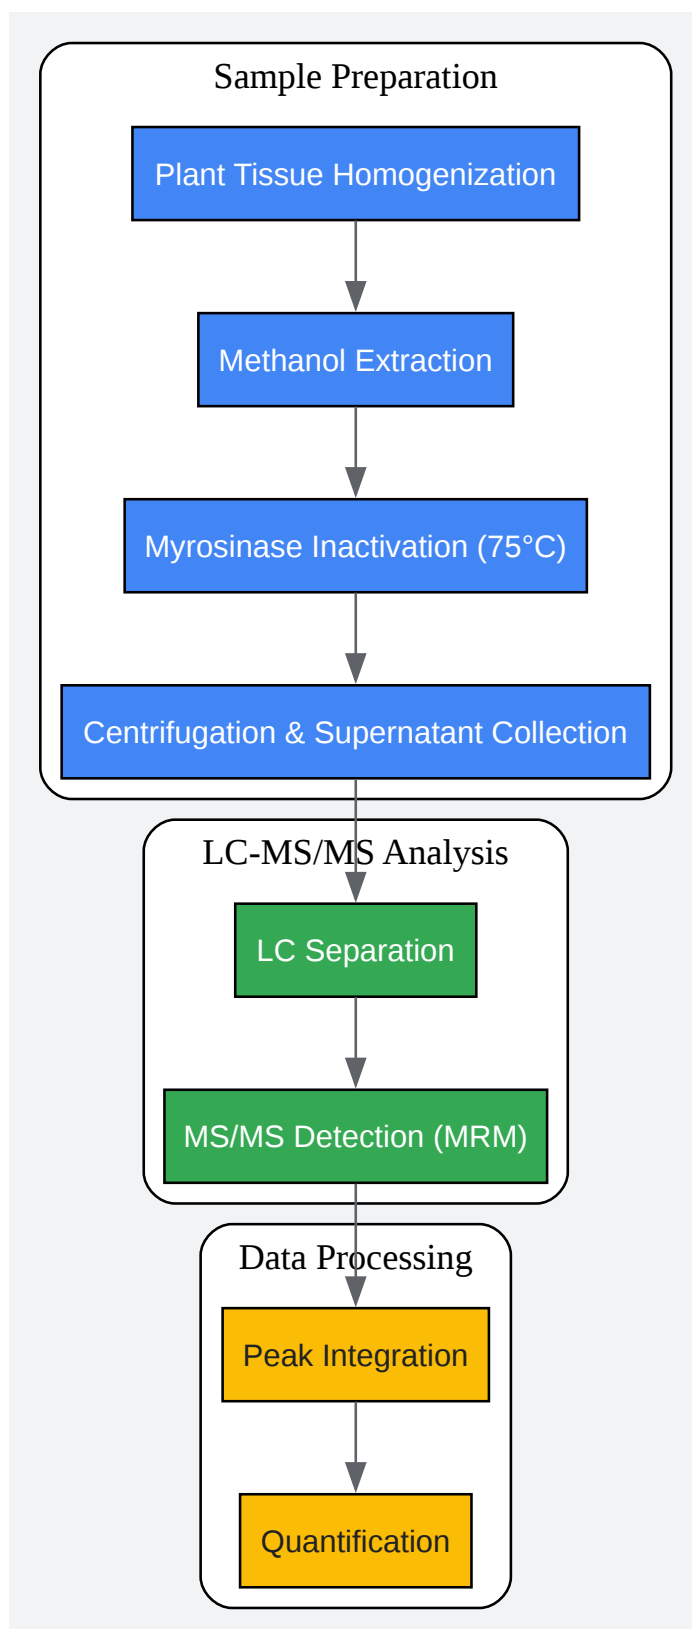 Sample Preparation
Plant Tissue Homogenization
Methanol Extraction
Myrosinase Inactivation (75°C)
Centrifugation & Supernatant Collection
LC-MS/MS Analysis
LC Separation
MS/MS Detection (MRM)
Data Processing
Peak Integration
Quantification